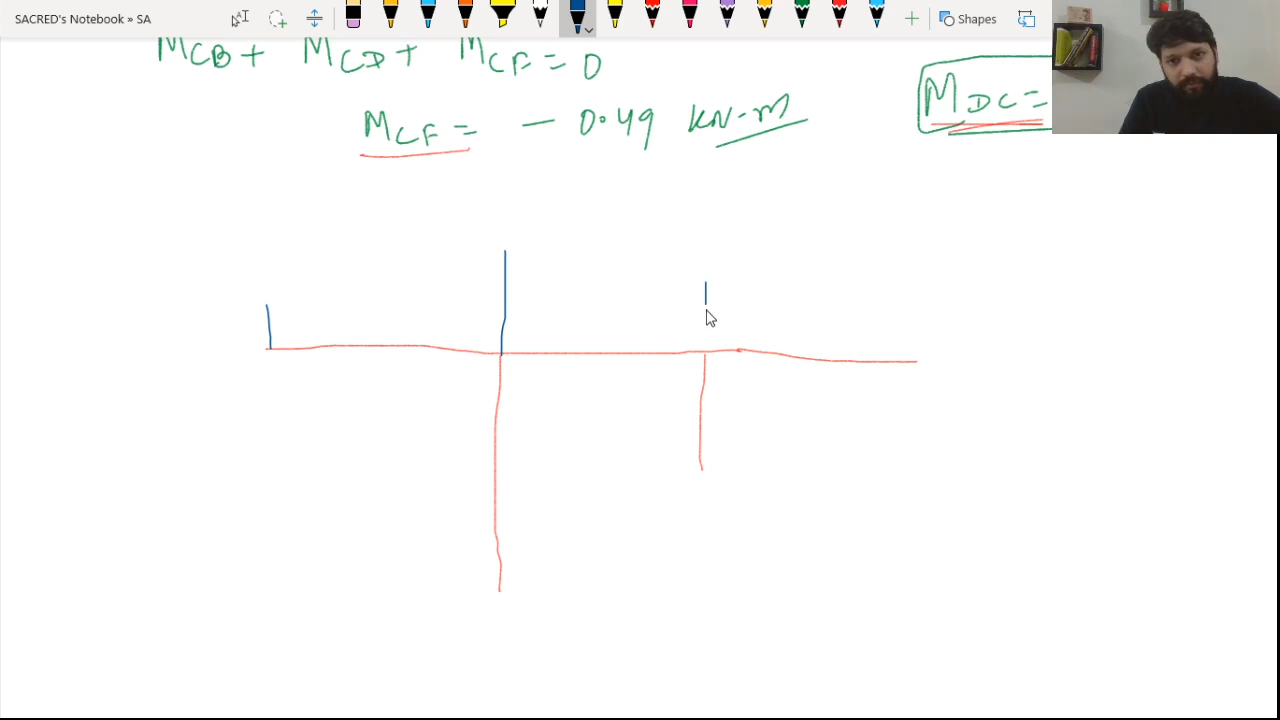 SACRED's Notebook » SA
Shapes
MCB + MCD + MCF = 0
MDC =
MCF = - 0.49 kN-m